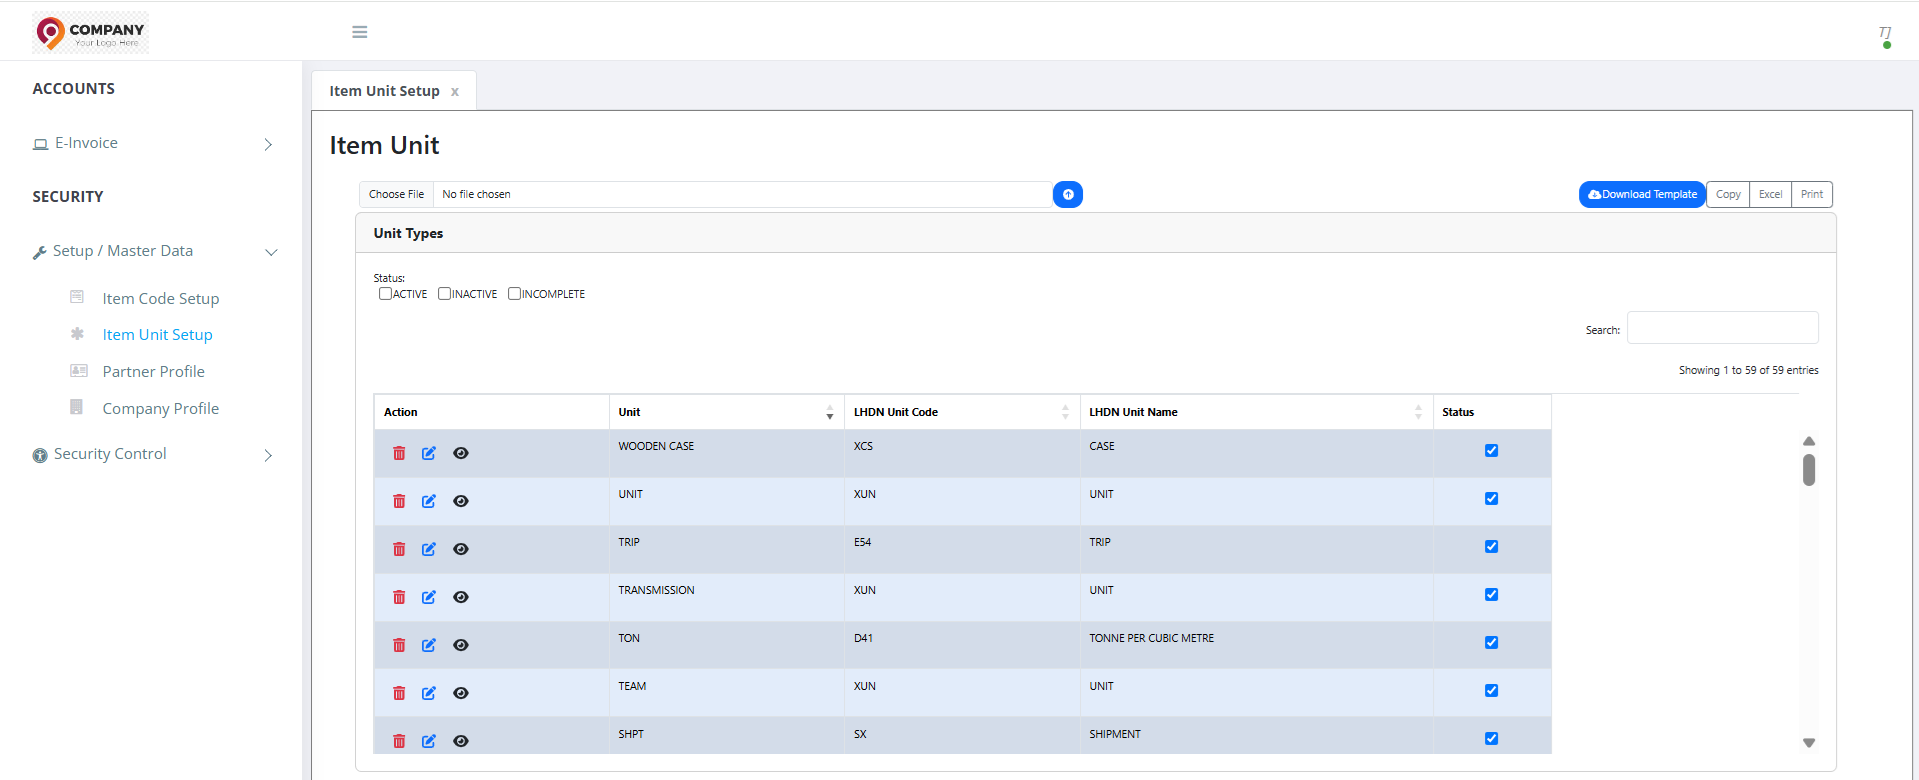 COMPANY
Your Logo Here
TJ
ACCOUNTS
E-Invoice
SECURITY
Setup / Master Data
Item Code Setup
Item Unit Setup
Partner Profile
Company Profile
Security Control
Item Unit Setup x
Item Unit
Choose File No file chosen
Download Template Copy Excel Print
Unit Types
Status:
ACTIVE INACTIVE INCOMPLETE
Search:
Showing 1 to 59 of 59 entries
Action Unit LHDN Unit Code LHDN Unit Name Status
WOODEN CASE XCS CASE
UNIT XUN UNIT
TRIP E54 TRIP
TRANSMISSION XUN UNIT
TON D41 TONNE PER CUBIC METRE
TEAM XUN UNIT
SHPT SX SHIPMENT